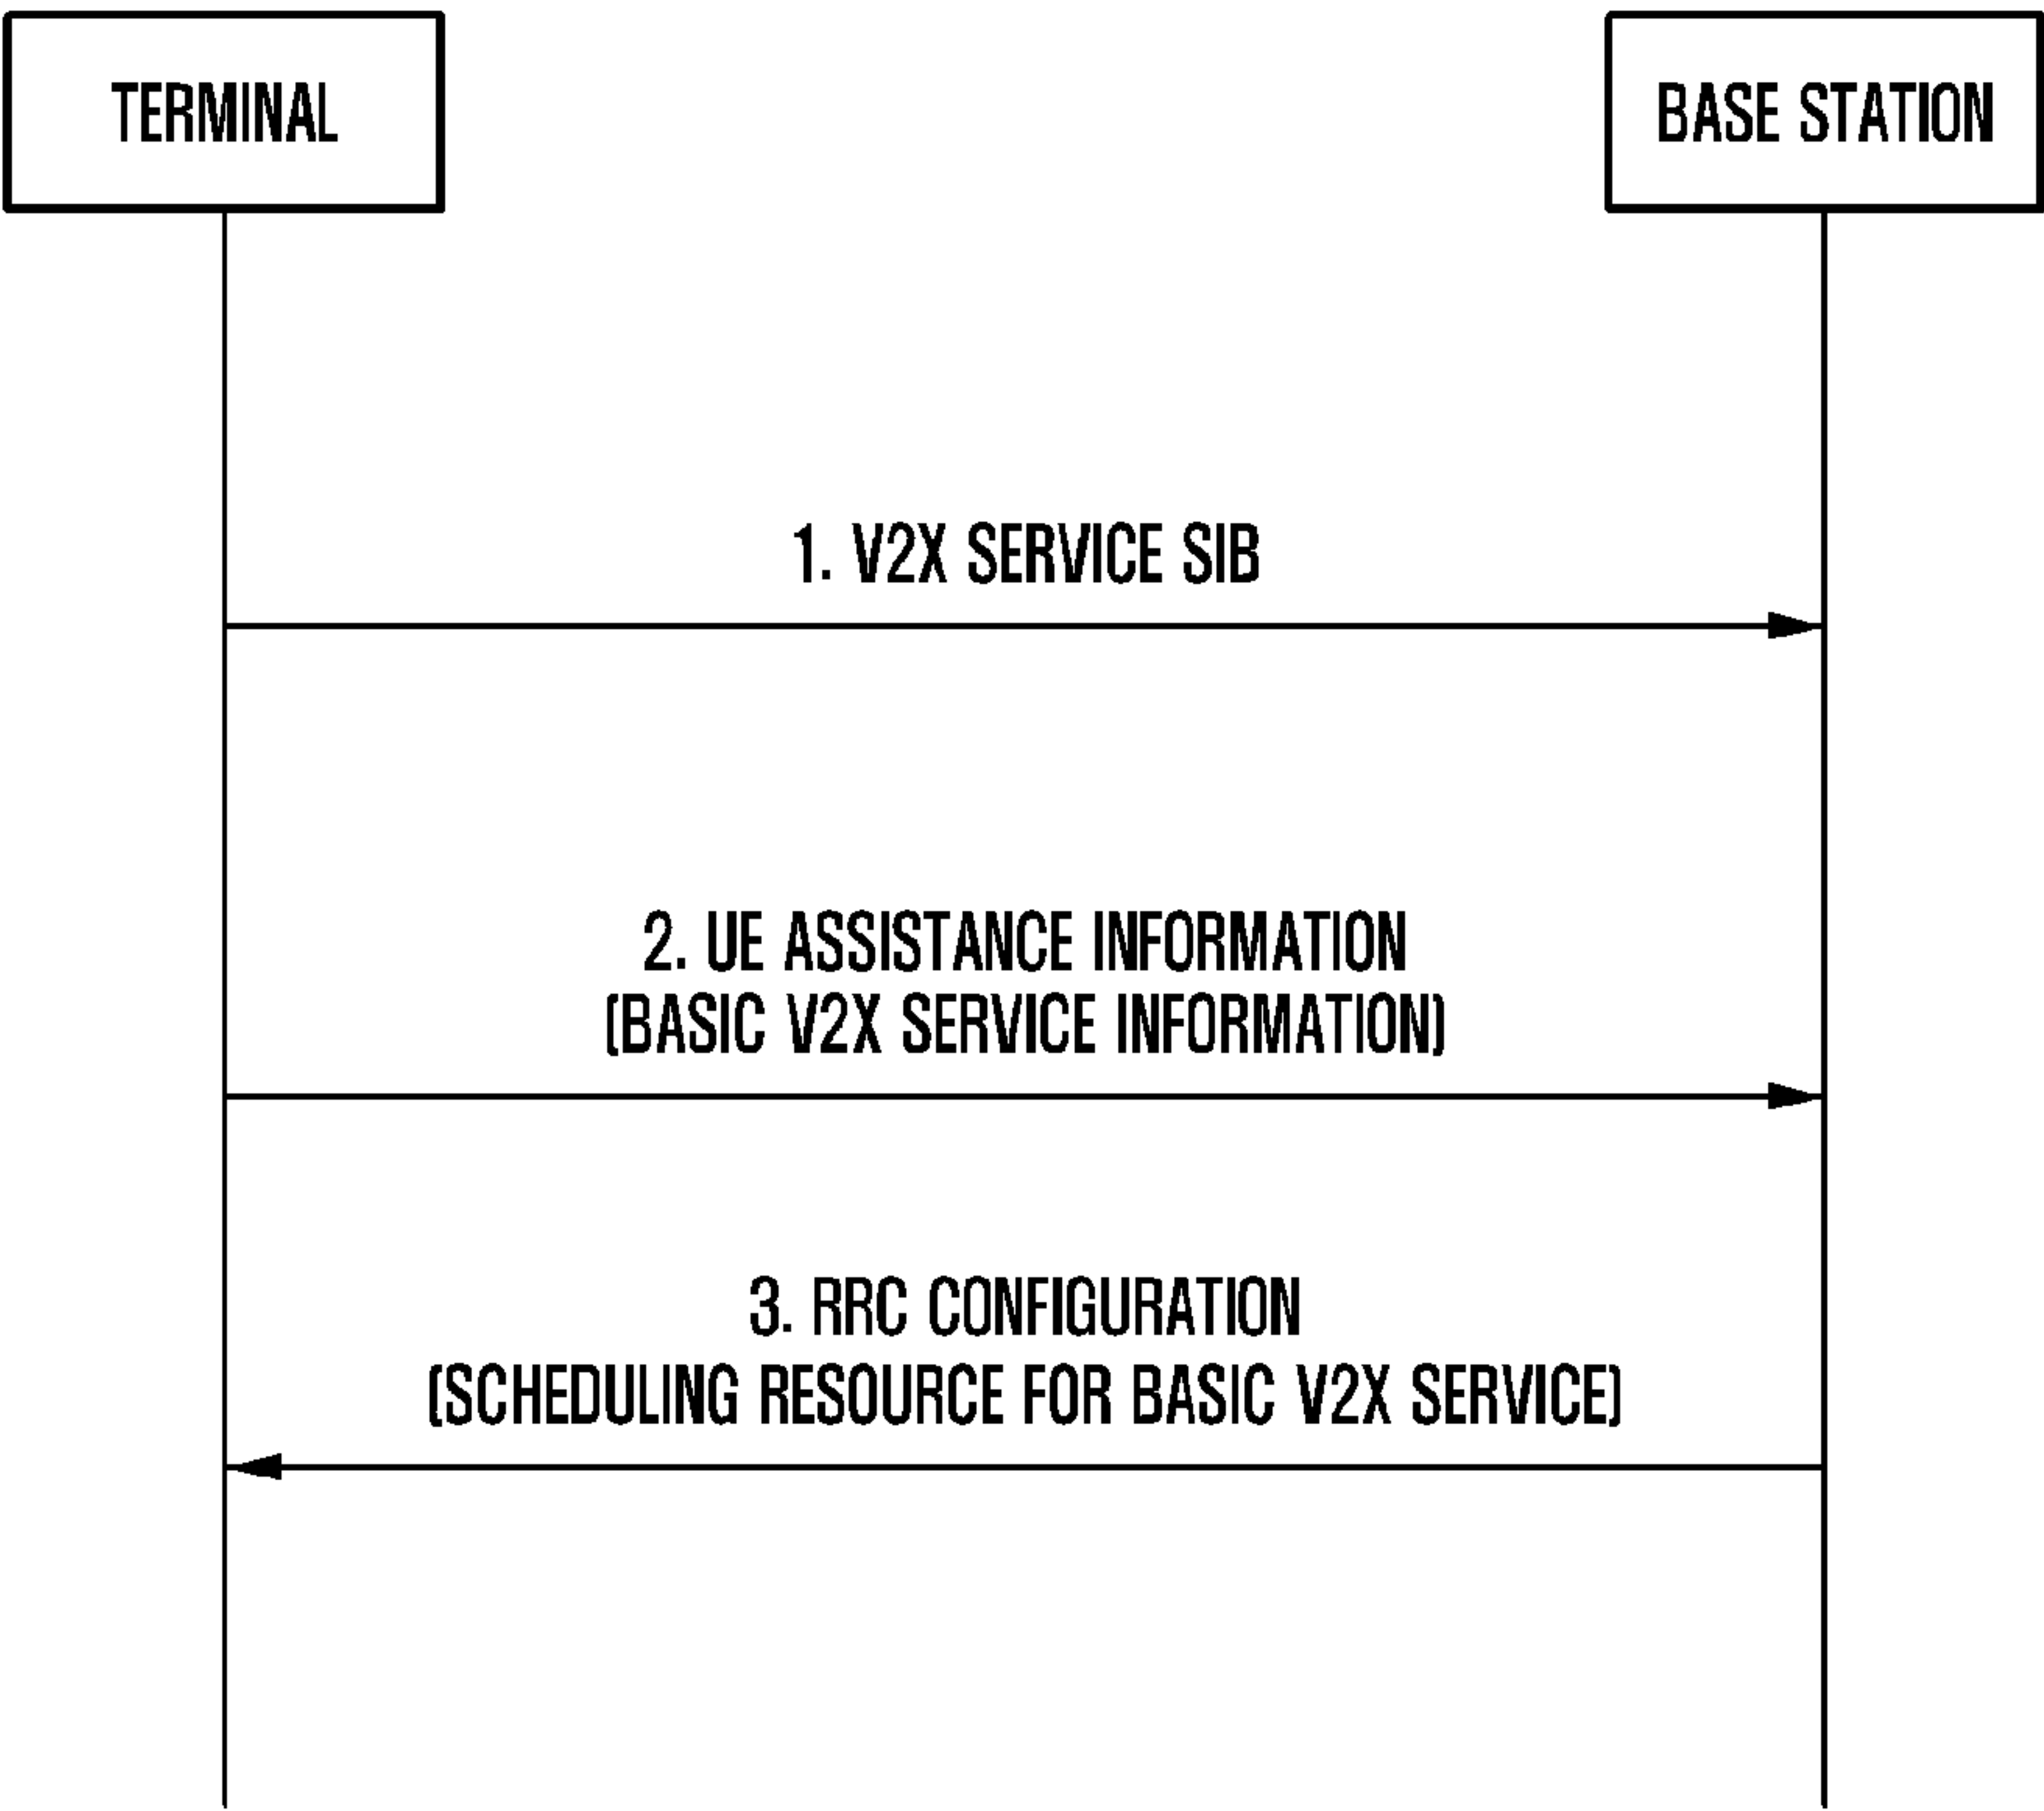 TERMINAL
BASE STATION
1. V2X SERVICE SIB
2. UE ASSISTANCE INFORMATION
(BASIC V2X SERVICE INFORMATION)
3. RRC CONFIGURATION
(SCHEDULING RESOURCE FOR BASIC V2X SERVICE)